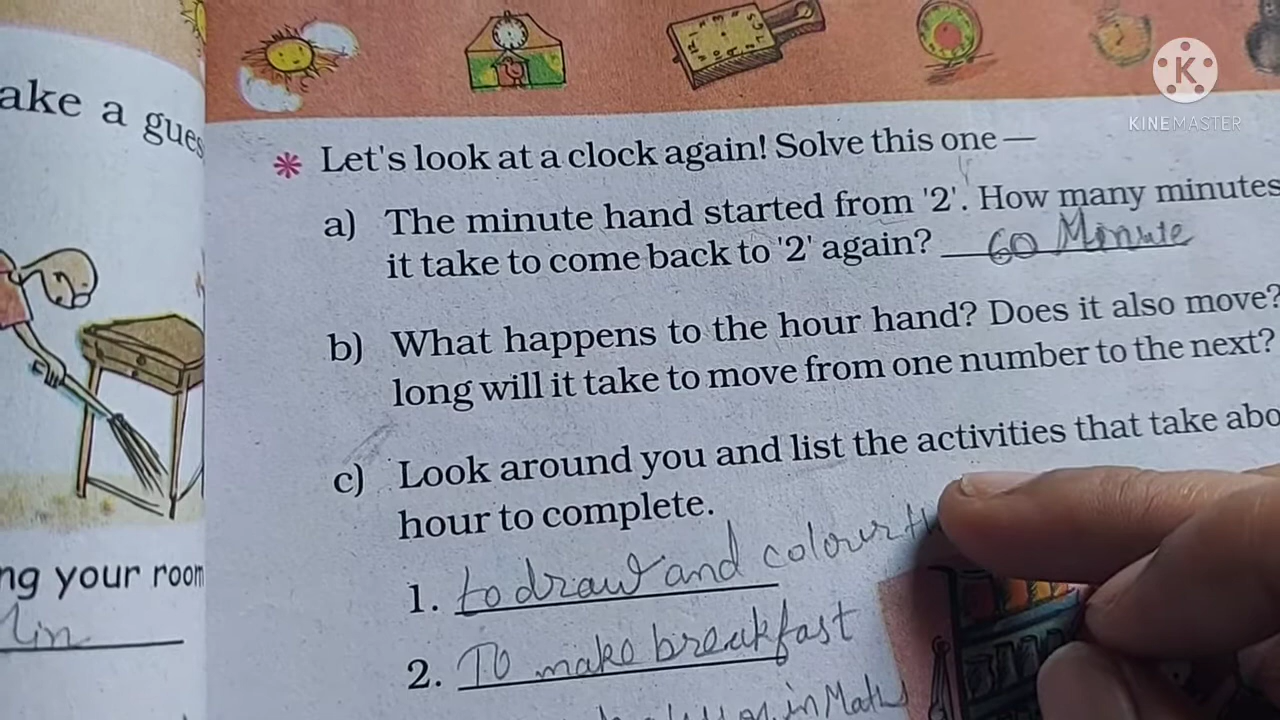 ake a gues
KINEMASTER
Let's look at a clock again! Solve this one —
a) The minute hand started from '2'. How many minutes
it take to come back to '2' again? 60 Minute
b) What happens to the hour hand? Does it also move?
long will it take to move from one number to the next?
c) Look around you and list the activities that take abo
hour to complete.
1. to draw and colour th
2. To make breakfast
in Maths
ng your room
Min